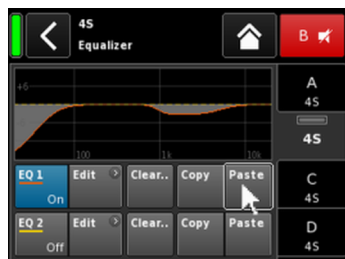 4S
Equalizer
B
+6
100
1k
10k
A
4S
4S
C
4S
D
4S
EQ 1
On
Edit
Clear..
Copy
Paste
EQ 2
Off
Edit
Clear..
Copy
Paste